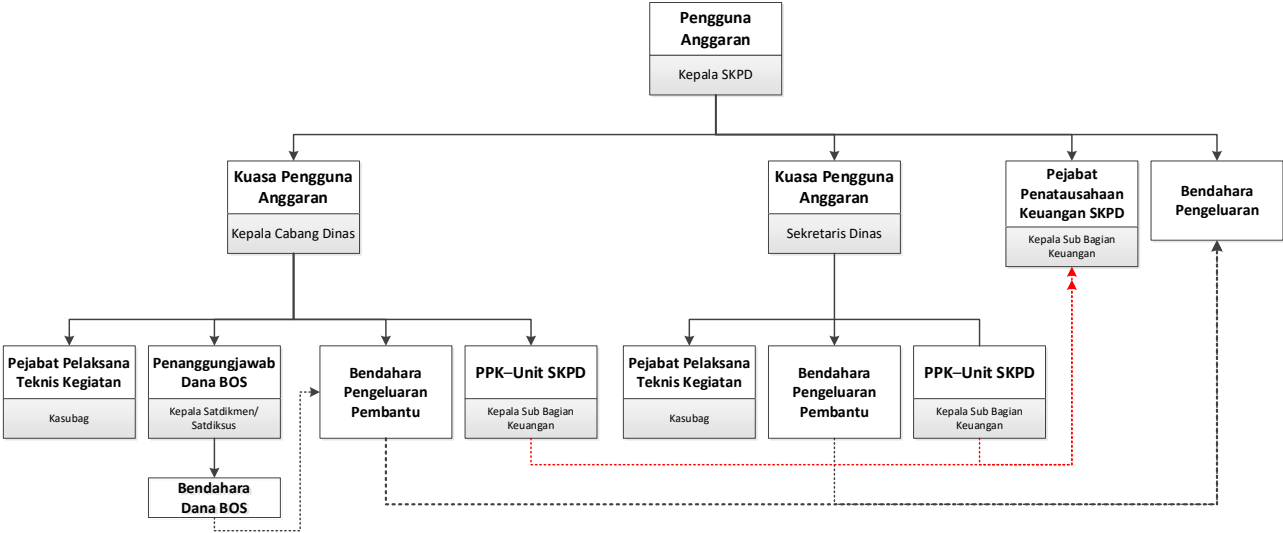 Pengguna
Anggaran
Kepala SKPD
Kuasa Pengguna
Anggaran
Kepala Cabang Dinas
Kuasa Pengguna
Anggaran
Sekretaris Dinas
Pejabat
Penatausahaan
Keuangan SKPD
Kepala Sub Bagian
Keuangan
Bendahara
Pengeluaran
Pejabat Pelaksana
Teknis Kegiatan
Kasubag
Penanggungjawab
Dana BOS
Kepala Satdikmen/
Satdiksus
Bendahara
Pengeluaran
Pembantu
PPK–Unit SKPD
Kepala Sub Bagian
Keuangan
Pejabat Pelaksana
Teknis Kegiatan
Kasubag
Bendahara
Pengeluaran
Pembantu
PPK–Unit SKPD
Kepala Sub Bagian
Keuangan
Bendahara
Dana BOS